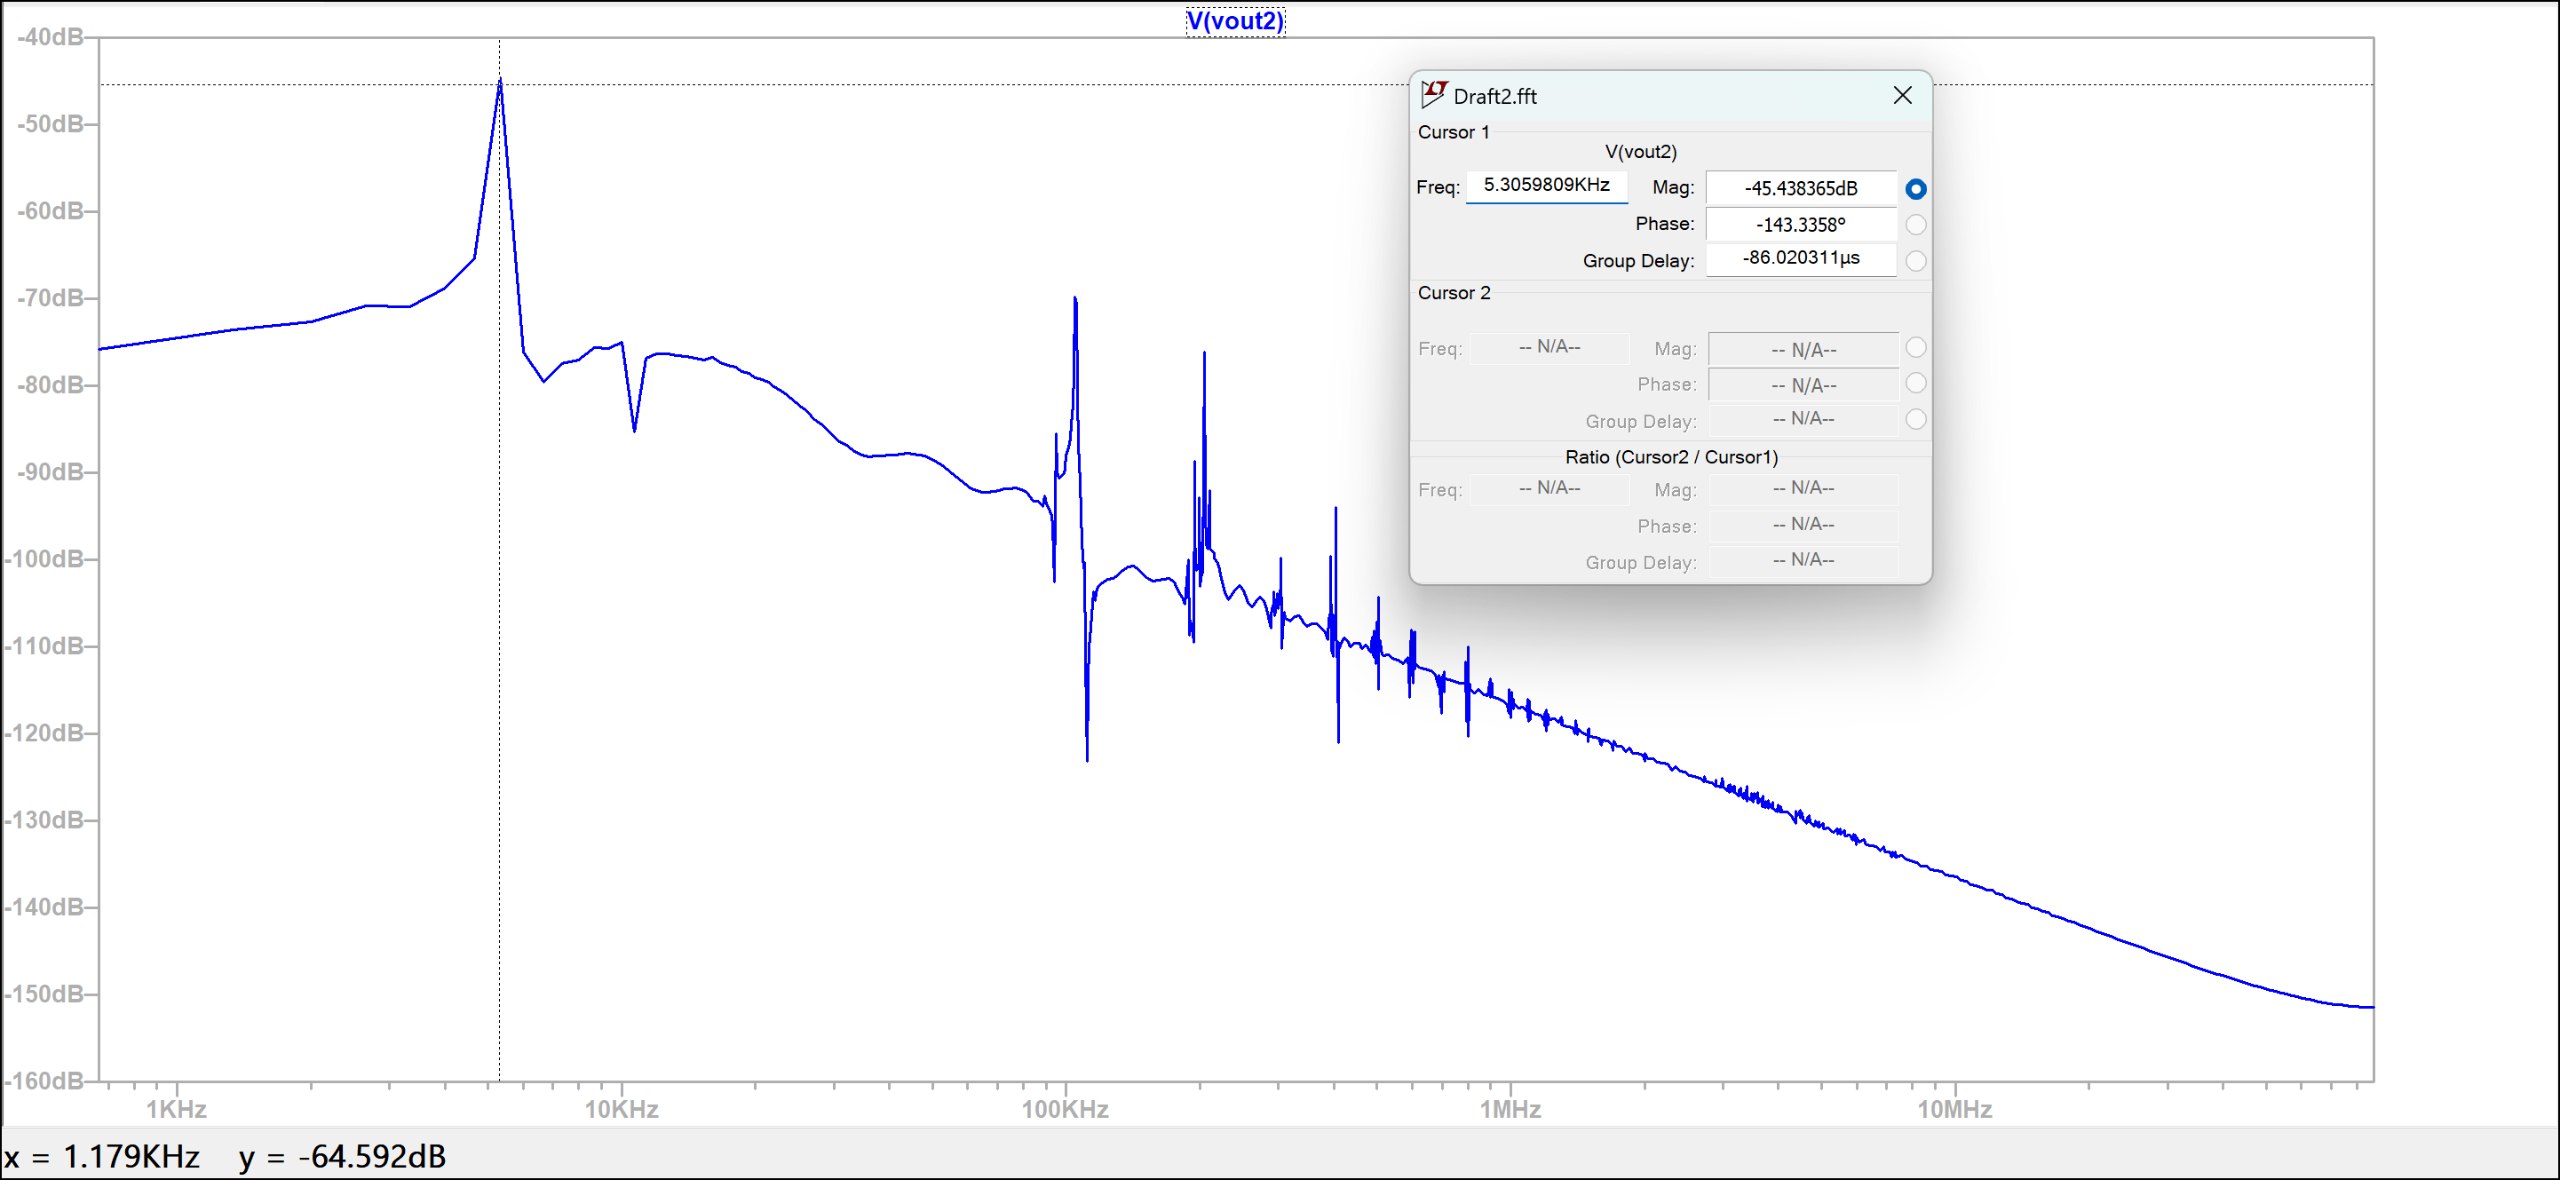 V(vout2)
-40dB
-50dB
-60dB
-70dB
-80dB
-90dB
-100dB
-110dB
-120dB
-130dB
-140dB
-150dB
-160dB
1KHz 10KHz 100KHz 1MHz 10MHz
Draft2.fft
Cursor 1
V(vout2)
Freq: 5.3059809KHz Mag: -45.438365dB
Phase: -143.3358°
Group Delay: -86.020311µs
Cursor 2
Freq: -- N/A-- Mag: -- N/A--
Phase: -- N/A--
Group Delay: -- N/A--
Ratio (Cursor2 / Cursor1)
Freq: -- N/A-- Mag: -- N/A--
Phase: -- N/A--
Group Delay: -- N/A--
x = 1.179KHz y = -64.592dB